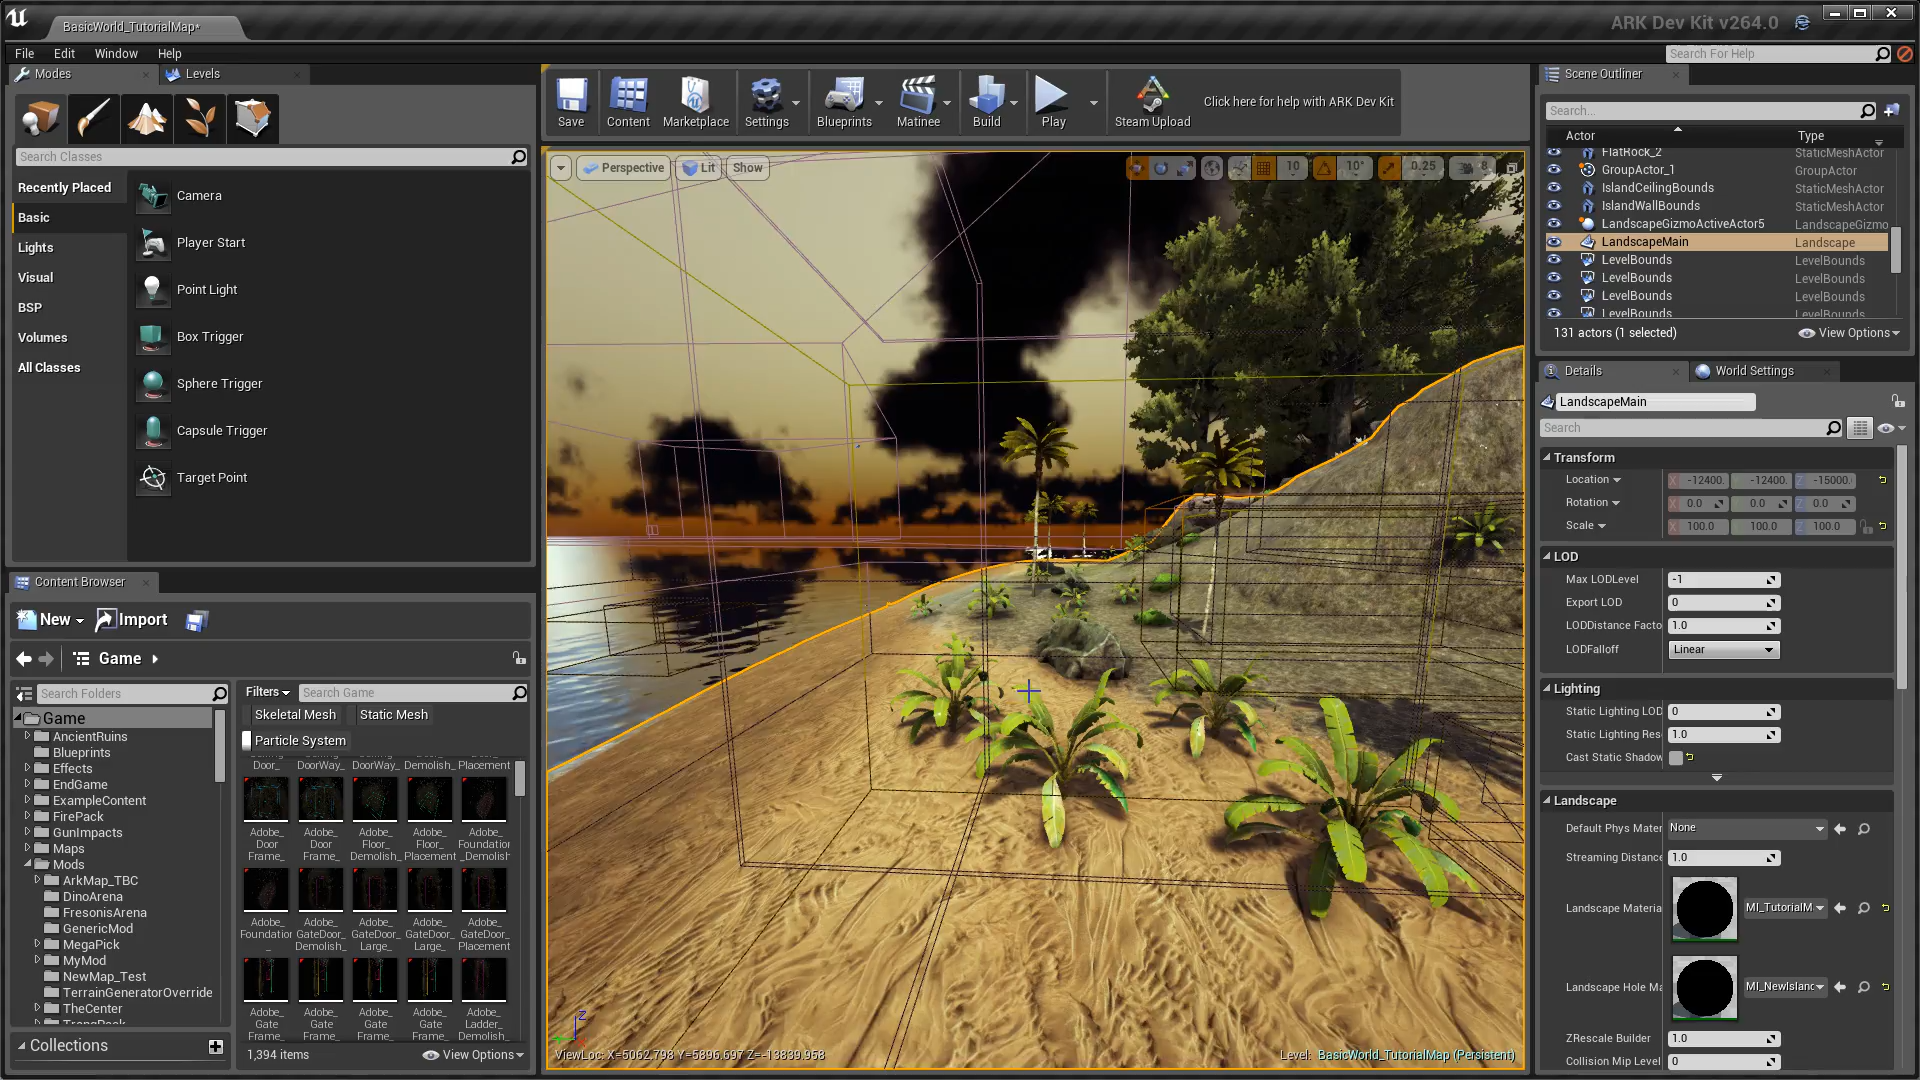 BasicWorld_TutorialMap*
ARK Dev Kit v264.0
File Edit Window Help
Search For Help
Modes
Levels
Search Classes
Recently Placed
Basic
Lights
Visual
BSP
Volumes
All Classes
Camera
Player Start
Point Light
Box Trigger
Sphere Trigger
Capsule Trigger
Target Point
Save
Content
Marketplace
Settings
Blueprints
Matinee
Build
Play
Steam Upload
Click here for help with ARK Dev Kit
Perspective
Lit
Show
10
10°
0.25
8
ViewLoc: X=5062.798 Y=5896.697 Z=-13839.958
Level: BasicWorld_TutorialMap (Persistent)
Content Browser
New
Import
Game
Search Folders
Game
AncientRuins
Blueprints
Effects
EndGame
ExampleContent
FirePack
GunImpacts
Maps
Mods
ArkMap_TBC
DinoArena
FresonisArena
GenericMod
MegaPick
MyMod
NewMap_Test
TerrainGeneratorOverride
TheCenter
Collections
Filters
Search Game
Skeletal Mesh
Static Mesh
Particle System
Door_ DoorWay_ DoorWay_ Demolish_ Placement
Adobe_ Adobe_ Adobe_ Adobe_ Adobe_
Door Door Floor_ Floor_ Foundation
Frame_ Frame_ Demolish_ Placement _Demolish
Adobe_ Adobe_ Adobe_ Adobe_ Adobe_
Foundation GateDoor_ GateDoor_ GateDoor_ GateDoor_
_ Demolish_ Large_ Large_ Placement
Adobe_ Adobe_ Adobe_ Adobe_ Adobe_
Gate Gate Gate Gate Ladder_
Frame_ Frame_ Frame_ Frame_ Demolish_
1,394 items
View Options
Scene Outliner
Search...
Actor Type
FlatRock_2 StaticMeshActor
GroupActor_1 GroupActor
IslandCeilingBounds StaticMeshActor
IslandWallBounds StaticMeshActor
LandscapeGizmoActiveActor5 LandscapeGizmo
LandscapeMain Landscape
LevelBounds LevelBounds
LevelBounds LevelBounds
LevelBounds LevelBounds
LevelBounds LevelBounds
131 actors (1 selected)
View Options
Details
World Settings
LandscapeMain
Search
Transform
Location X -12400. -12400. Z -15000.
Rotation X 0.0 0.0 Z 0.0
Scale X 100.0 100.0 Z 100.0
LOD
Max LODLevel -1
Export LOD 0
LODDistance Facto 1.0
LODFalloff Linear
Lighting
Static Lighting LOD 0
Static Lighting Res 1.0
Cast Static Shadow
Landscape
Default Phys Mater None
Streaming Distance 1.0
Landscape Materia MI_TutorialM
Landscape Hole Ma MI_NewIslanc
ZRescale Builder 1.0
Collision Mip Level 0